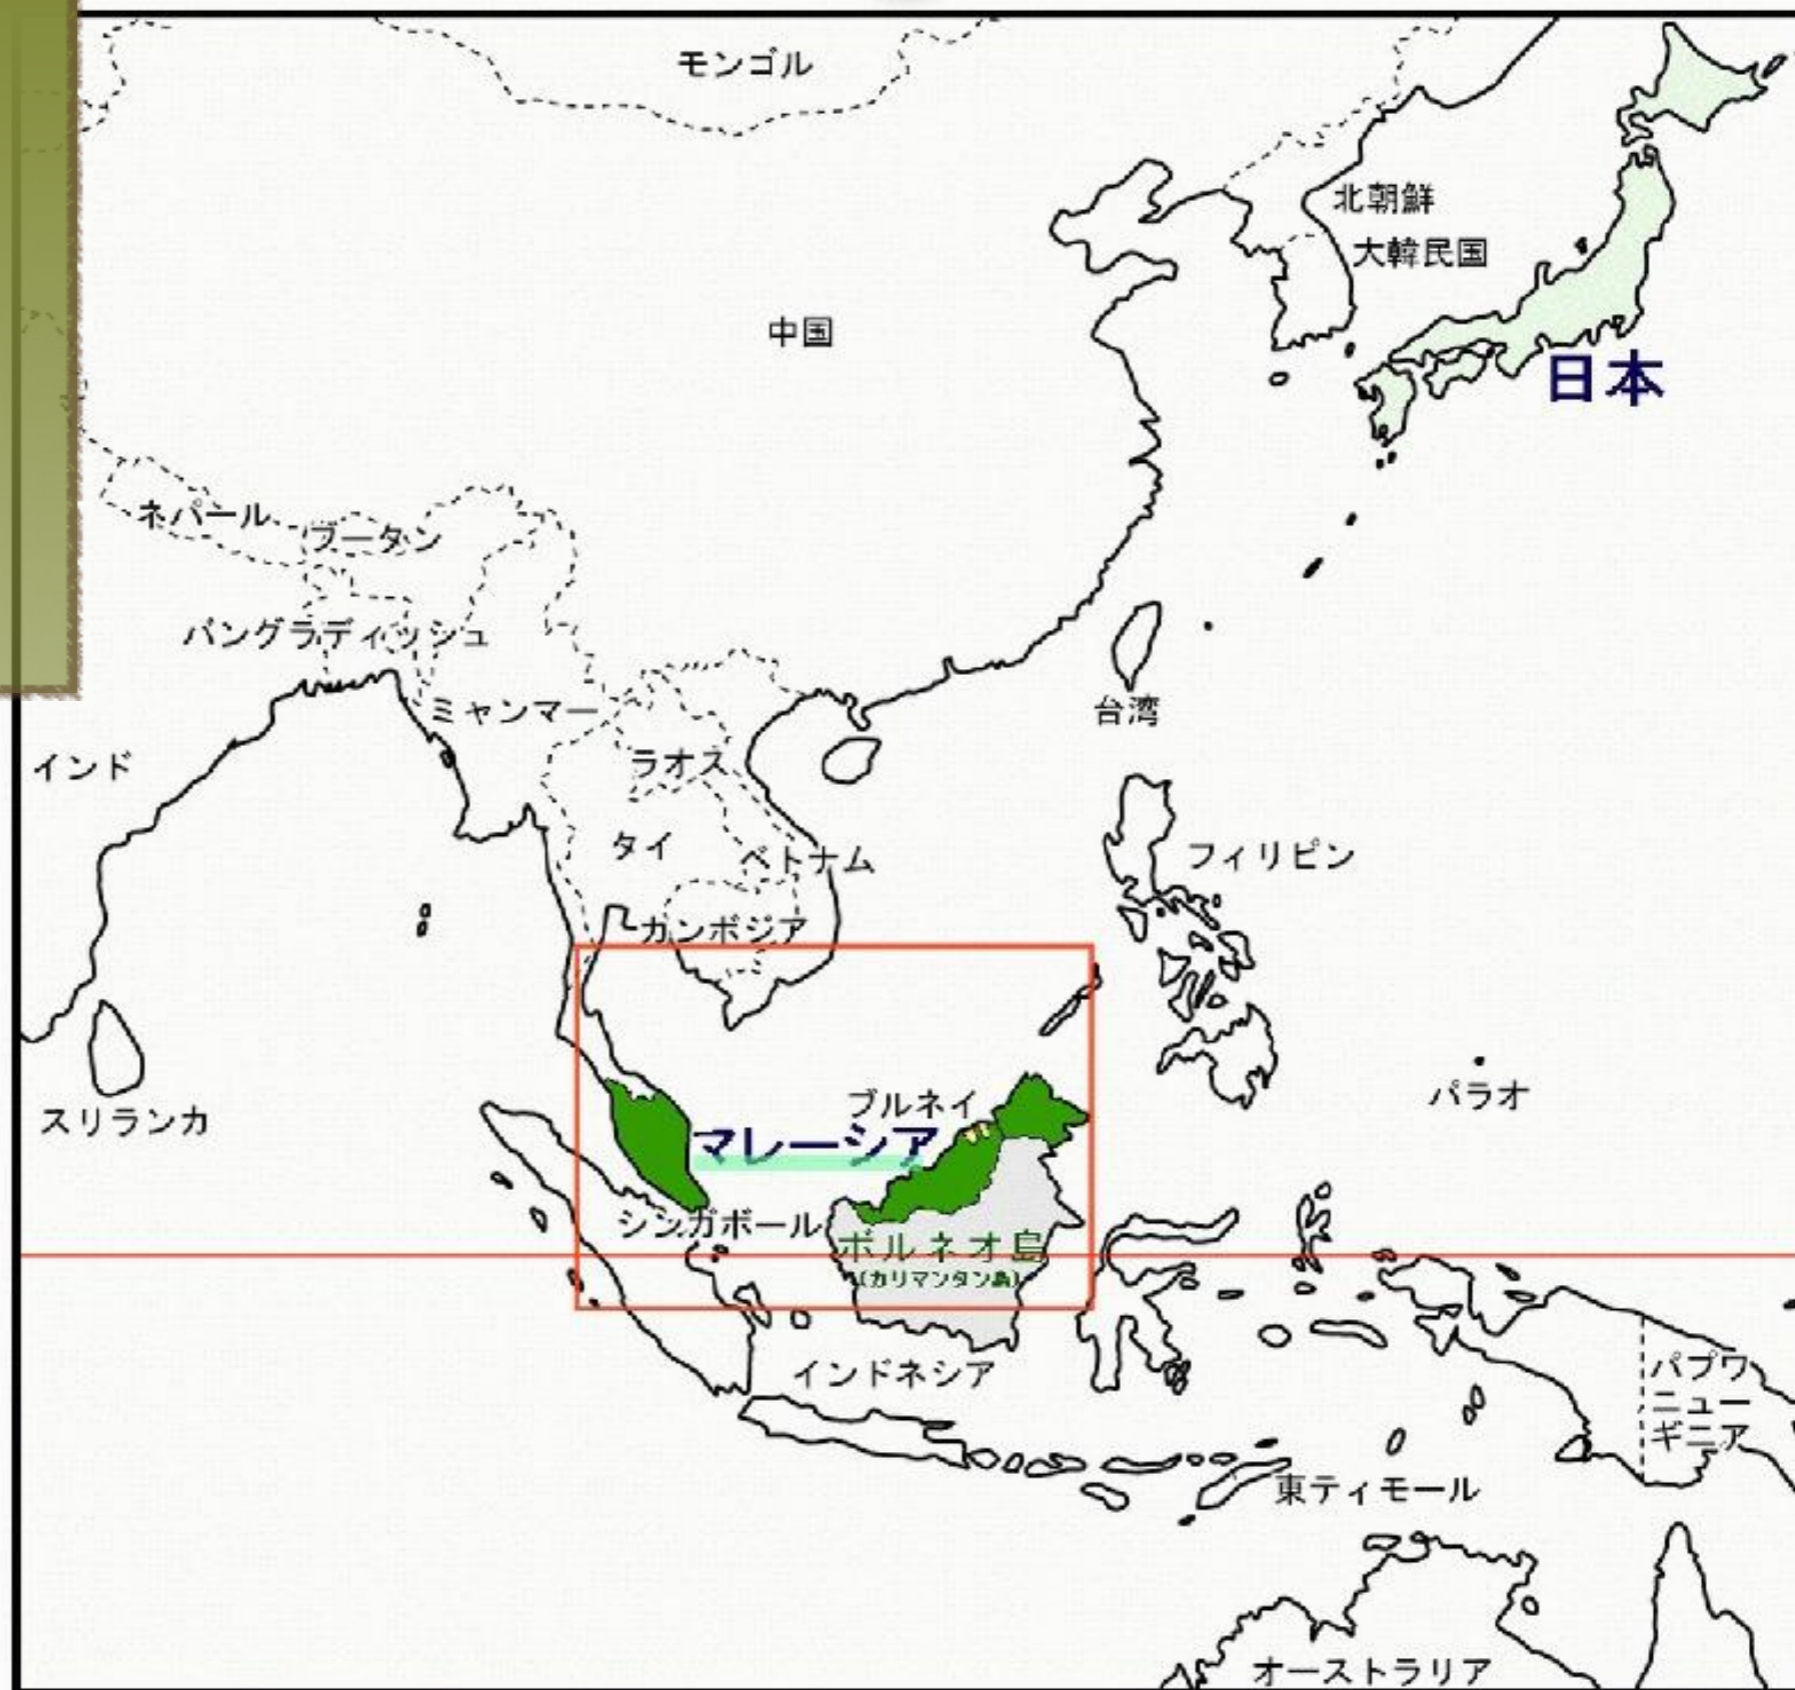 モンゴル
北朝鮮
大韓民国
中国
日本
ネパール
ブータン
バングラディッシュ
ミャンマー
台湾
インド
ラオス
タイ
ベトナム
フィリピン
カンボジア
パラオ
スリランカ
ブルネイ
マレーシア
シンガポール
ボルネオ島
(カリマンタン島)
インドネシア
パプワ
ニュー
ギニア
東ティモール
オーストラリア